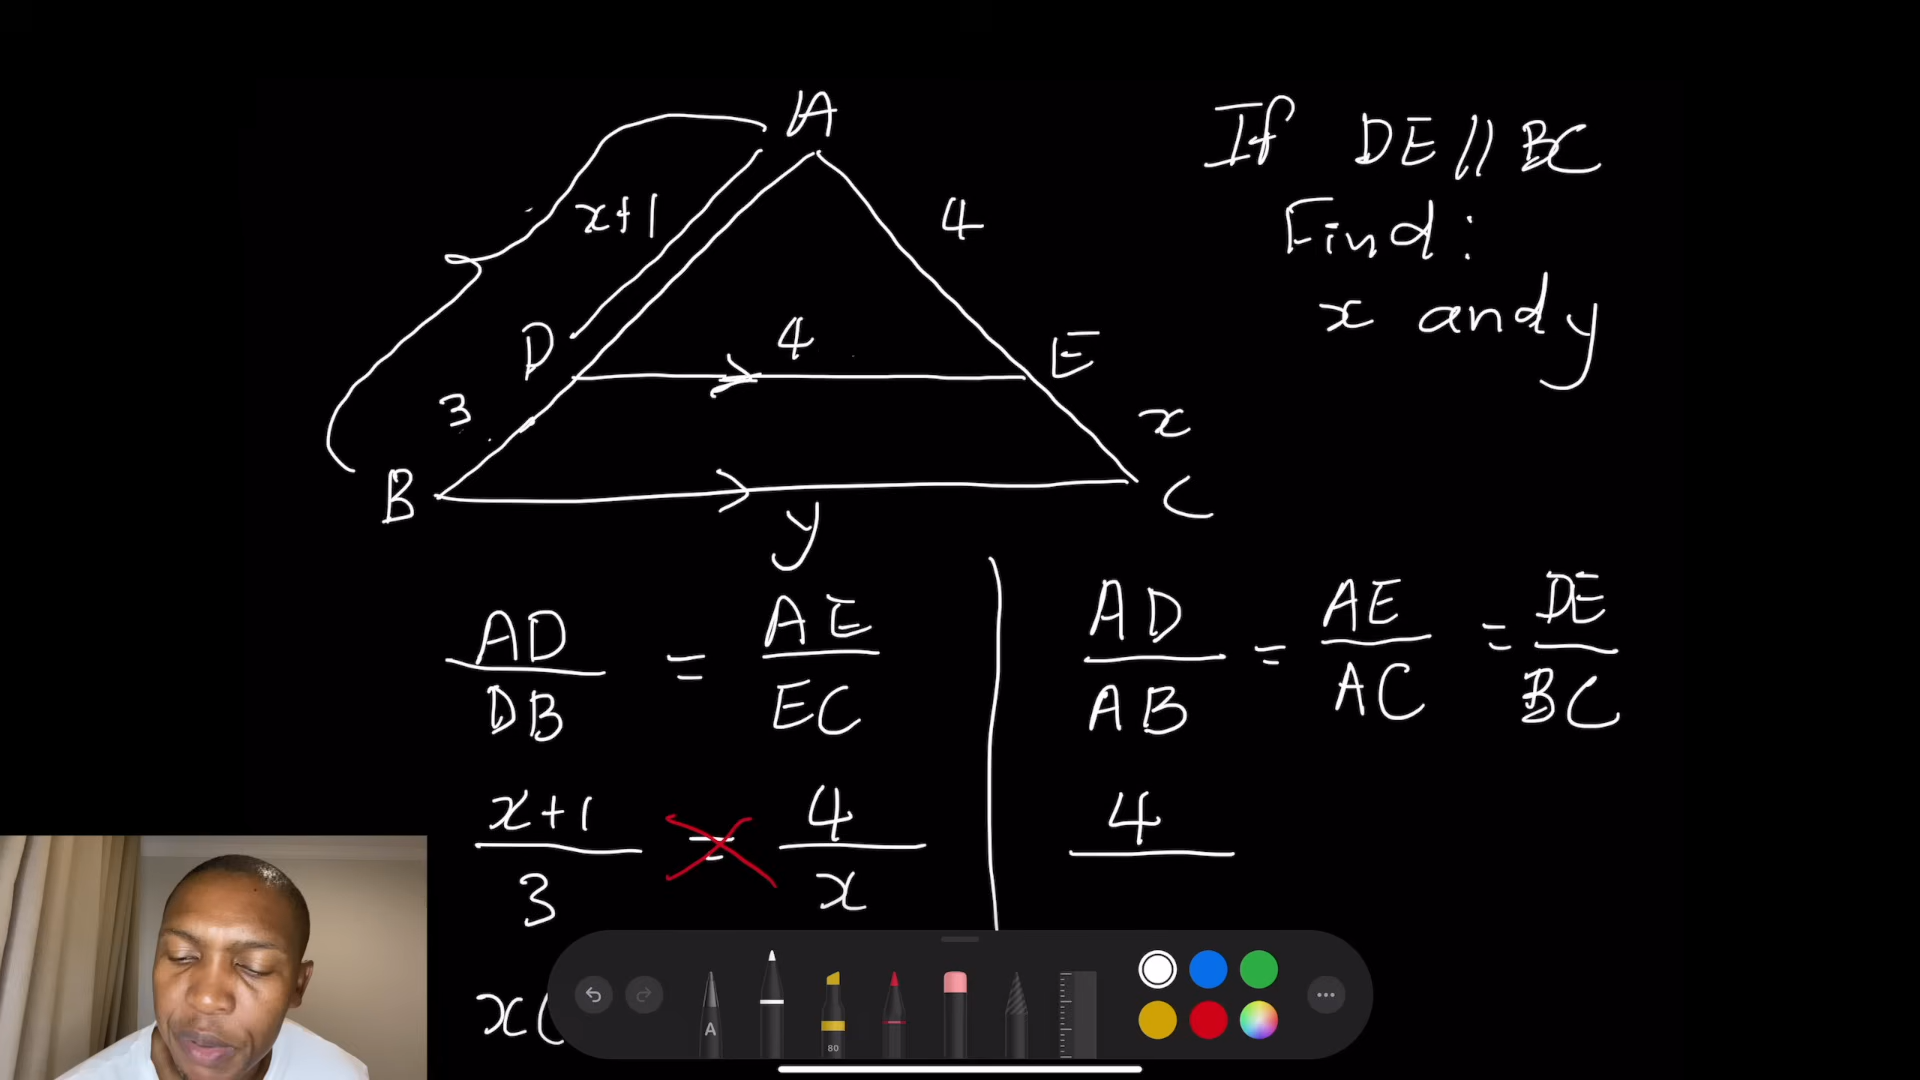 A
If DE // BC
x+1
4
Find:
D
4
E
x and y
3
x
B
C
y
AD/DB = AE/EC
AD/AB = AE/AC = DE/BC
x+1/3 = 4/x
4
x(
A
80